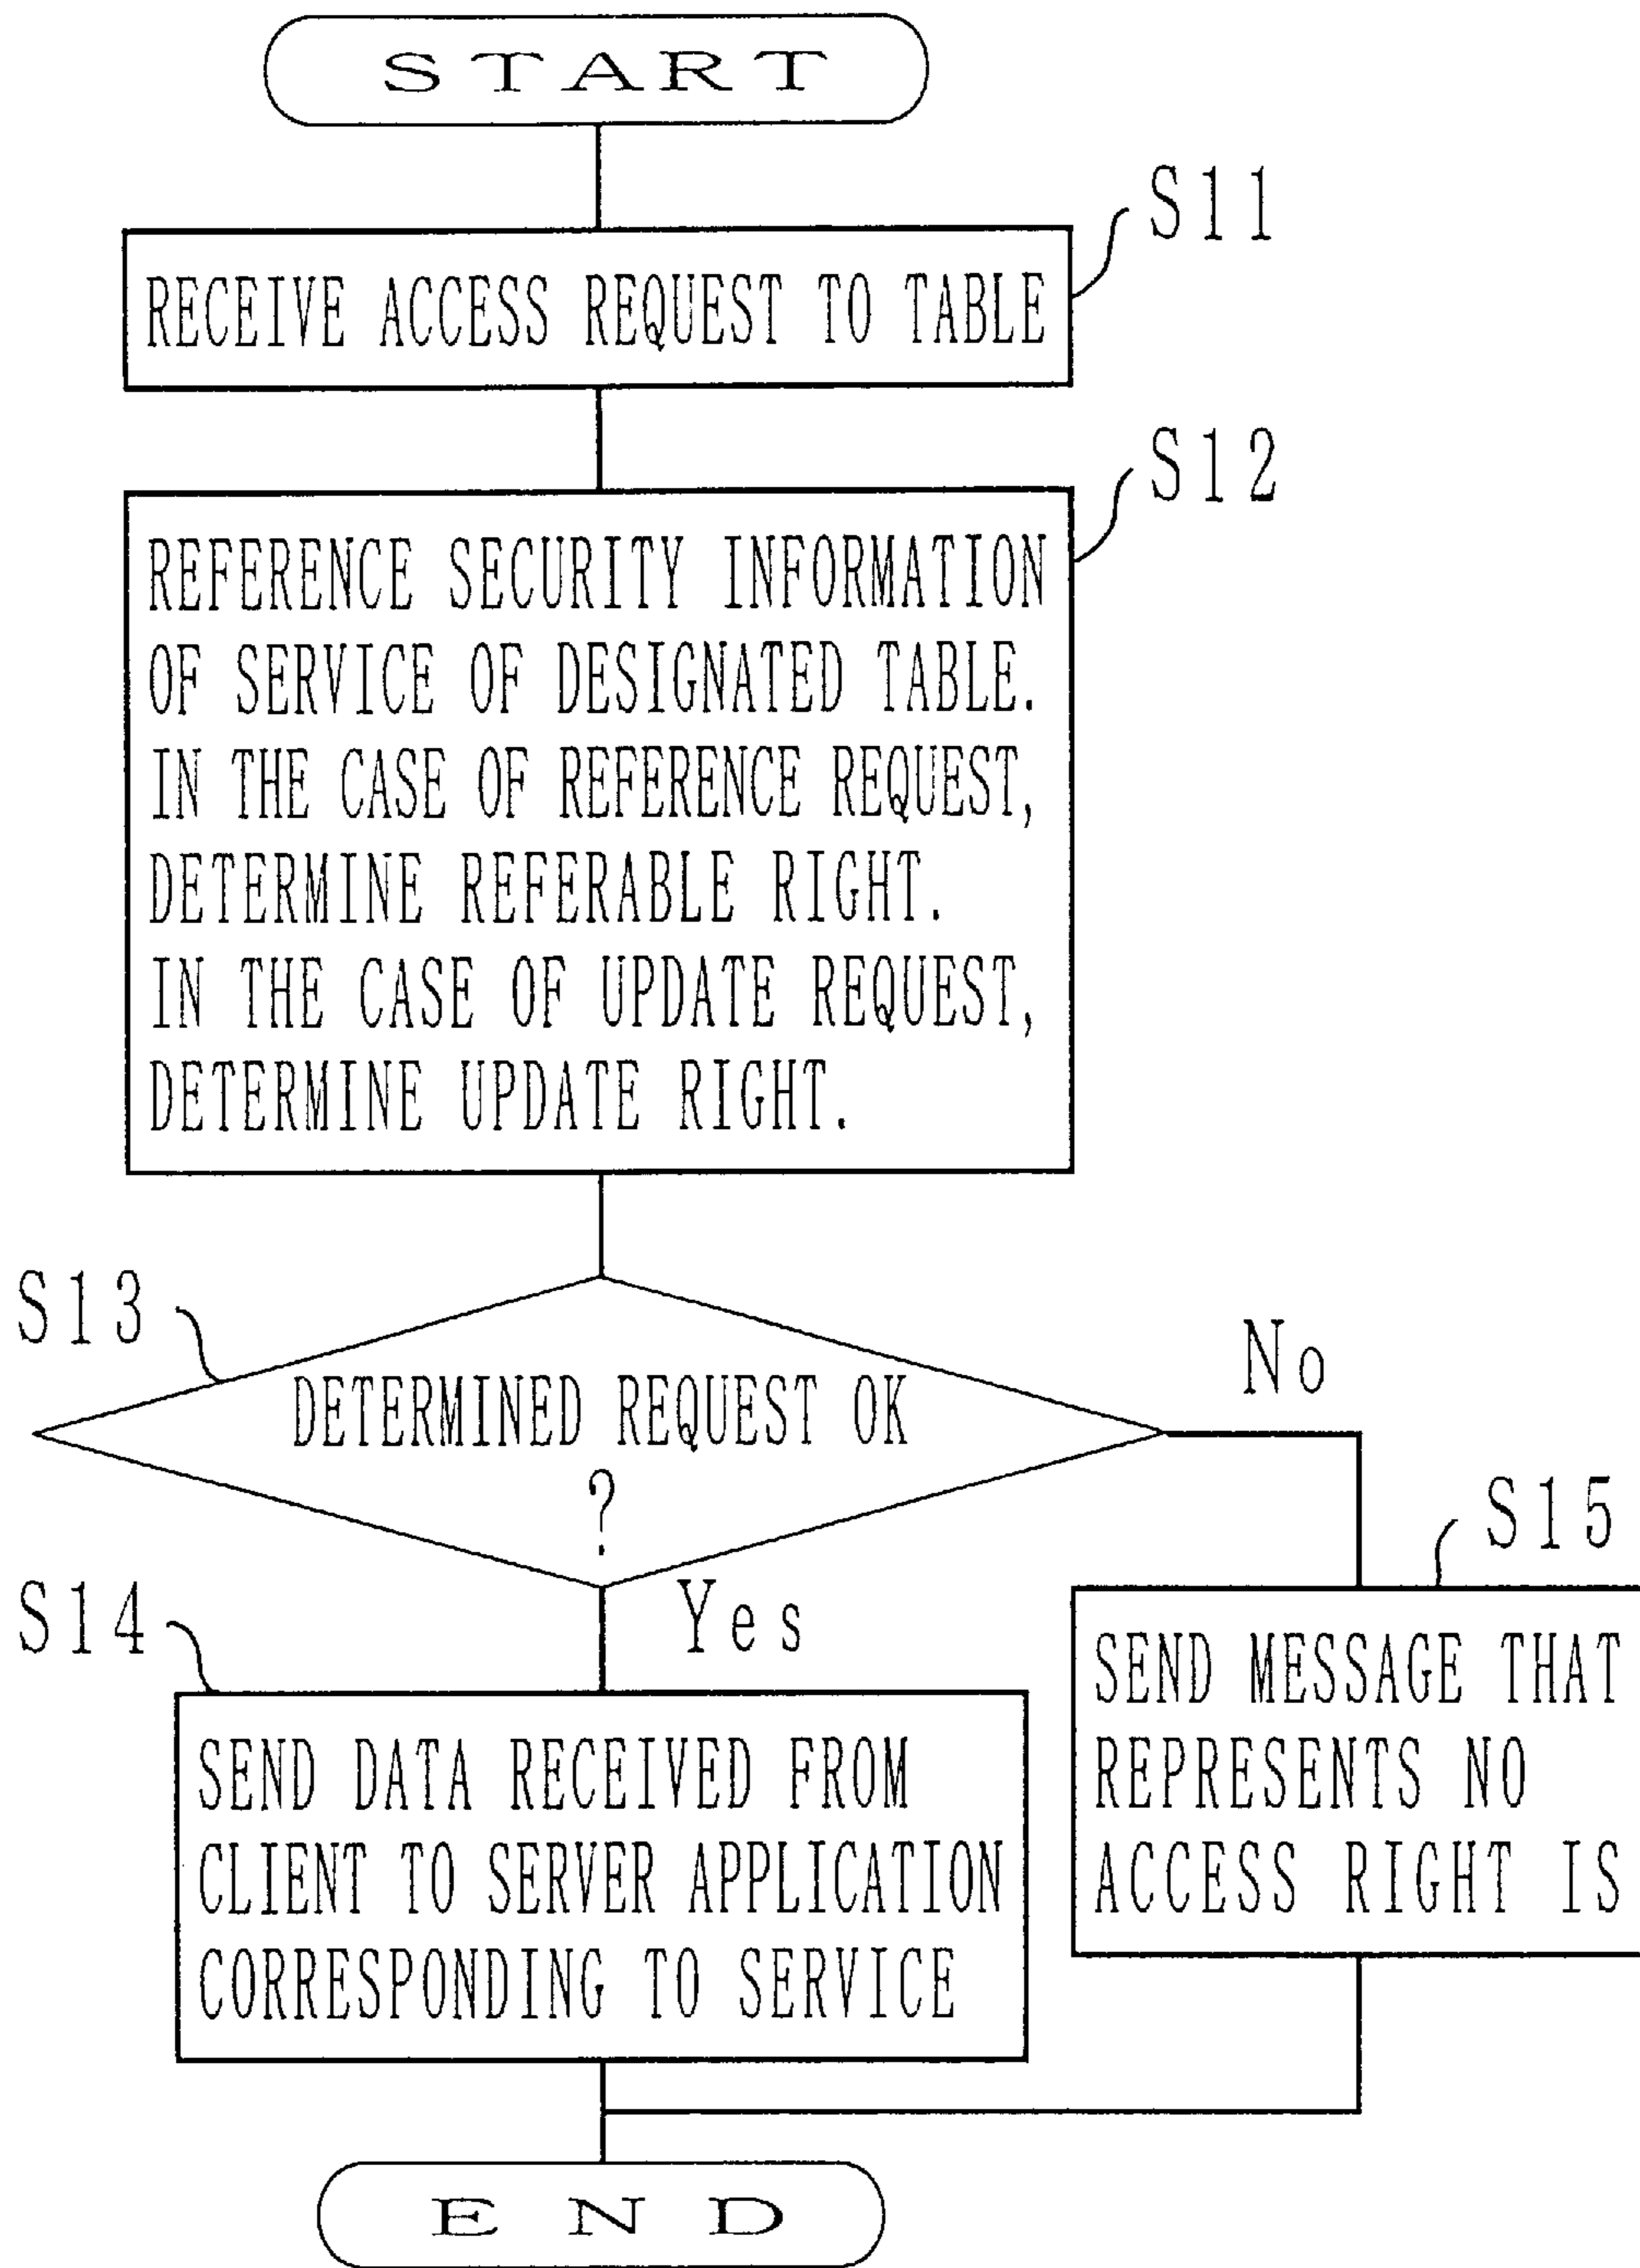 START
S11
RECEIVE ACCESS REQUEST TO TABLE
S12
REFERENCE SECURITY INFORMATION
OF SERVICE OF DESIGNATED TABLE.
IN THE CASE OF REFERENCE REQUEST,
DETERMINE REFERABLE RIGHT.
IN THE CASE OF UPDATE REQUEST,
DETERMINE UPDATE RIGHT.
S13
DETERMINED REQUEST OK
?
No
Yes
S14
SEND DATA RECEIVED FROM
CLIENT TO SERVER APPLICATION
CORRESPONDING TO SERVICE
S15
SEND MESSAGE THAT
REPRESENTS NO
ACCESS RIGHT IS
END